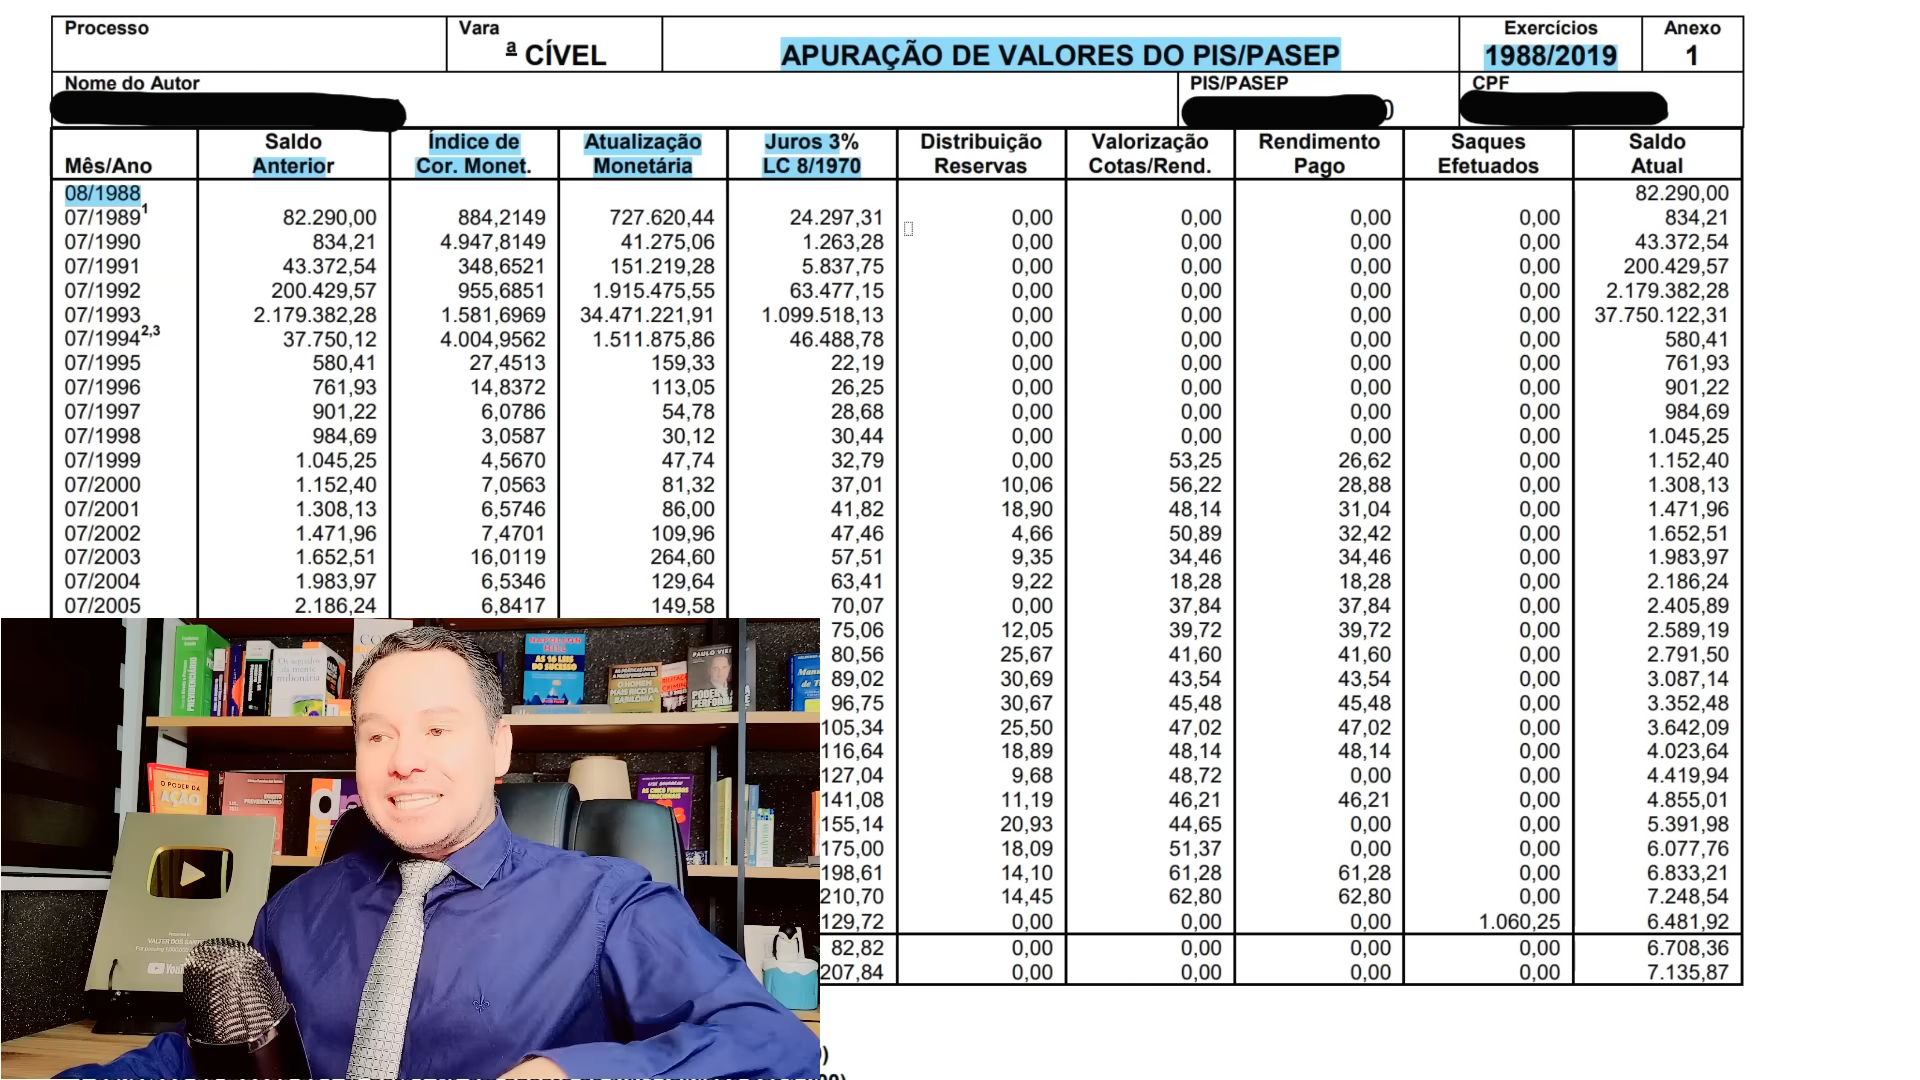 Processo
Vara
ª CÍVEL
APURAÇÃO DE VALORES DO PIS/PASEP
Exercícios
1988/2019
Anexo
1
Nome do Autor
PIS/PASEP
CPF
Mês/Ano Saldo Anterior Índice de Cor. Monet. Atualização Monetária Juros 3% LC 8/1970 Distribuição Reservas Valorização Cotas/Rend. Rendimento Pago Saques Efetuados Saldo Atual
08/1988 82.290,00
07/1989¹ 82.290,00 884,2149 727.620,44 24.297,31 0,00 0,00 0,00 0,00 834,21
07/1990 834,21 4.947,8149 41.275,06 1.263,28 0,00 0,00 0,00 0,00 43.372,54
07/1991 43.372,54 348,6521 151.219,28 5.837,75 0,00 0,00 0,00 0,00 200.429,57
07/1992 200.429,57 955,6851 1.915.475,55 63.477,15 0,00 0,00 0,00 0,00 2.179.382,28
07/1993 2.179.382,28 1.581,6969 34.471.221,91 1.099.518,13 0,00 0,00 0,00 0,00 37.750.122,31
07/1994²,³ 37.750,12 4.004,9562 1.511.875,86 46.488,78 0,00 0,00 0,00 0,00 580,41
07/1995 580,41 27,4513 159,33 22,19 0,00 0,00 0,00 0,00 761,93
07/1996 761,93 14,8372 113,05 26,25 0,00 0,00 0,00 0,00 901,22
07/1997 901,22 6,0786 54,78 28,68 0,00 0,00 0,00 0,00 984,69
07/1998 984,69 3,0587 30,12 30,44 0,00 0,00 0,00 0,00 1.045,25
07/1999 1.045,25 4,5670 47,74 32,79 0,00 53,25 26,62 0,00 1.152,40
07/2000 1.152,40 7,0563 81,32 37,01 10,06 56,22 28,88 0,00 1.308,13
07/2001 1.308,13 6,5746 86,00 41,82 18,90 48,14 31,04 0,00 1.471,96
07/2002 1.471,96 7,4701 109,96 47,46 4,66 50,89 32,42 0,00 1.652,51
07/2003 1.652,51 16,0119 264,60 57,51 9,35 34,46 34,46 0,00 1.983,97
07/2004 1.983,97 6,5346 129,64 63,41 9,22 18,28 18,28 0,00 2.186,24
07/2005 2.186,24 6,8417 149,58 70,07 0,00 37,84 37,84 0,00 2.405,89
75,06 12,05 39,72 39,72 0,00 2.589,19
80,56 25,67 41,60 41,60 0,00 2.791,50
89,02 30,69 43,54 43,54 0,00 3.087,14
96,75 30,67 45,48 45,48 0,00 3.352,48
105,34 25,50 47,02 47,02 0,00 3.642,09
116,64 18,89 48,14 48,14 0,00 4.023,64
127,04 9,68 48,72 0,00 0,00 4.419,94
141,08 11,19 46,21 46,21 0,00 4.855,01
155,14 20,93 44,65 0,00 0,00 5.391,98
175,00 18,09 51,37 0,00 0,00 6.077,76
198,61 14,10 61,28 61,28 0,00 6.833,21
210,70 14,45 62,80 62,80 0,00 7.248,54
129,72 0,00 0,00 0,00 1.060,25 6.481,92
82,82 0,00 0,00 0,00 0,00 6.708,36
207,84 0,00 0,00 0,00 0,00 7.135,87
PREVIDENCIÁRIO
Os segredos
da mente
milionária
AS 16 LEIS
DO SUCESSO
O HOMEM
MAIS RICO DA
BABILÔNIA
PAULO VIEIRA
PODER
O PODER DA
AÇÃO
AS CINCO FERIDAS
EMOCIONAIS
VALTER DOS SANT
YouT